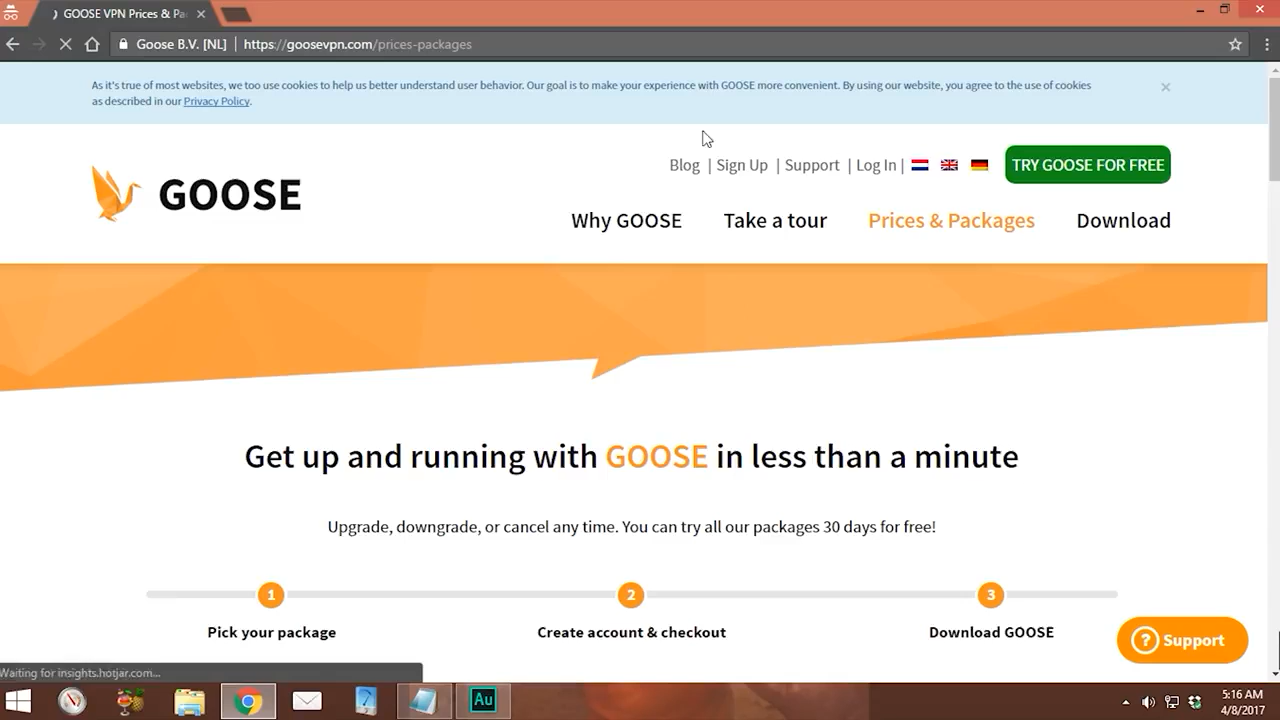 GOOSE VPN Prices & Pa
Goose B.V. [NL] | https://goosevpn.com/prices-packages
As it's true of most websites, we too use cookies to help us better understand user behavior. Our goal is to make your experience with GOOSE more convenient. By using our website, you agree to the use of cookies
as described in our Privacy Policy.
Blog | Sign Up | Support | Log In |
TRY GOOSE FOR FREE
GOOSE
Why GOOSE Take a tour Prices & Packages Download
Get up and running with GOOSE in less than a minute
Upgrade, downgrade, or cancel any time. You can try all our packages 30 days for free!
1 2 3
Pick your package Create account & checkout Download GOOSE
? Support
Waiting for insights.hotjar.com...
Au
5:16 AM
4/8/2017